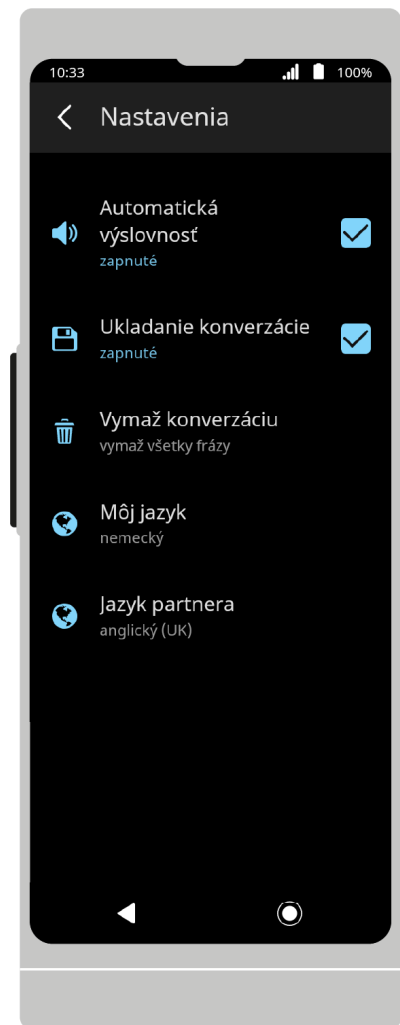 10:33
100%
Nastavenia
Automatická
výslovnosť
zapnuté
Ukladanie konverzácie
zapnuté
Vymaž konverzáciu
vymaž všetky frázy
Môj jazyk
nemecký
Jazyk partnera
anglický (UK)